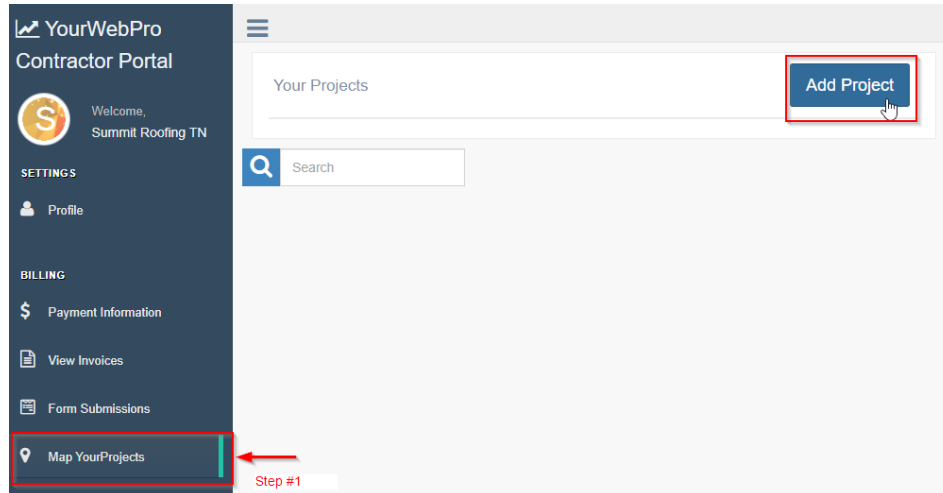 YourWebPro
Contractor Portal
Welcome,
Summit Roofing TN
SETTINGS
Profile
BILLING
Payment Information
View Invoices
Form Submissions
Map YourProjects
Your Projects
Add Project
Search
Step #1